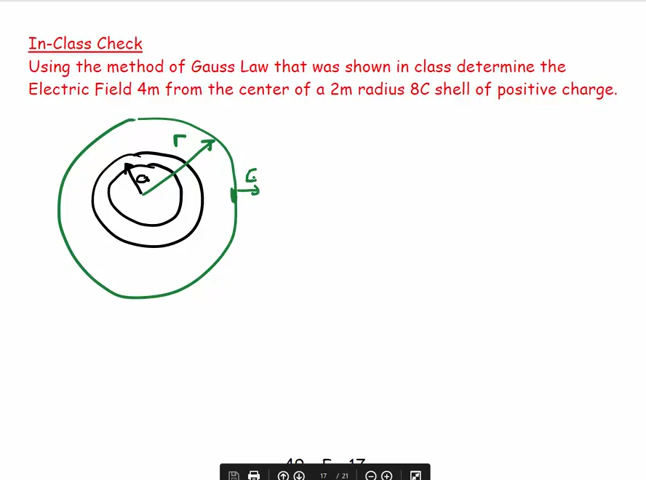 In-Class Check
Using the method of Gauss Law that was shown in class determine the
Electric Field 4m from the center of a 2m radius 8C shell of positive charge.
r
a
17 / 21